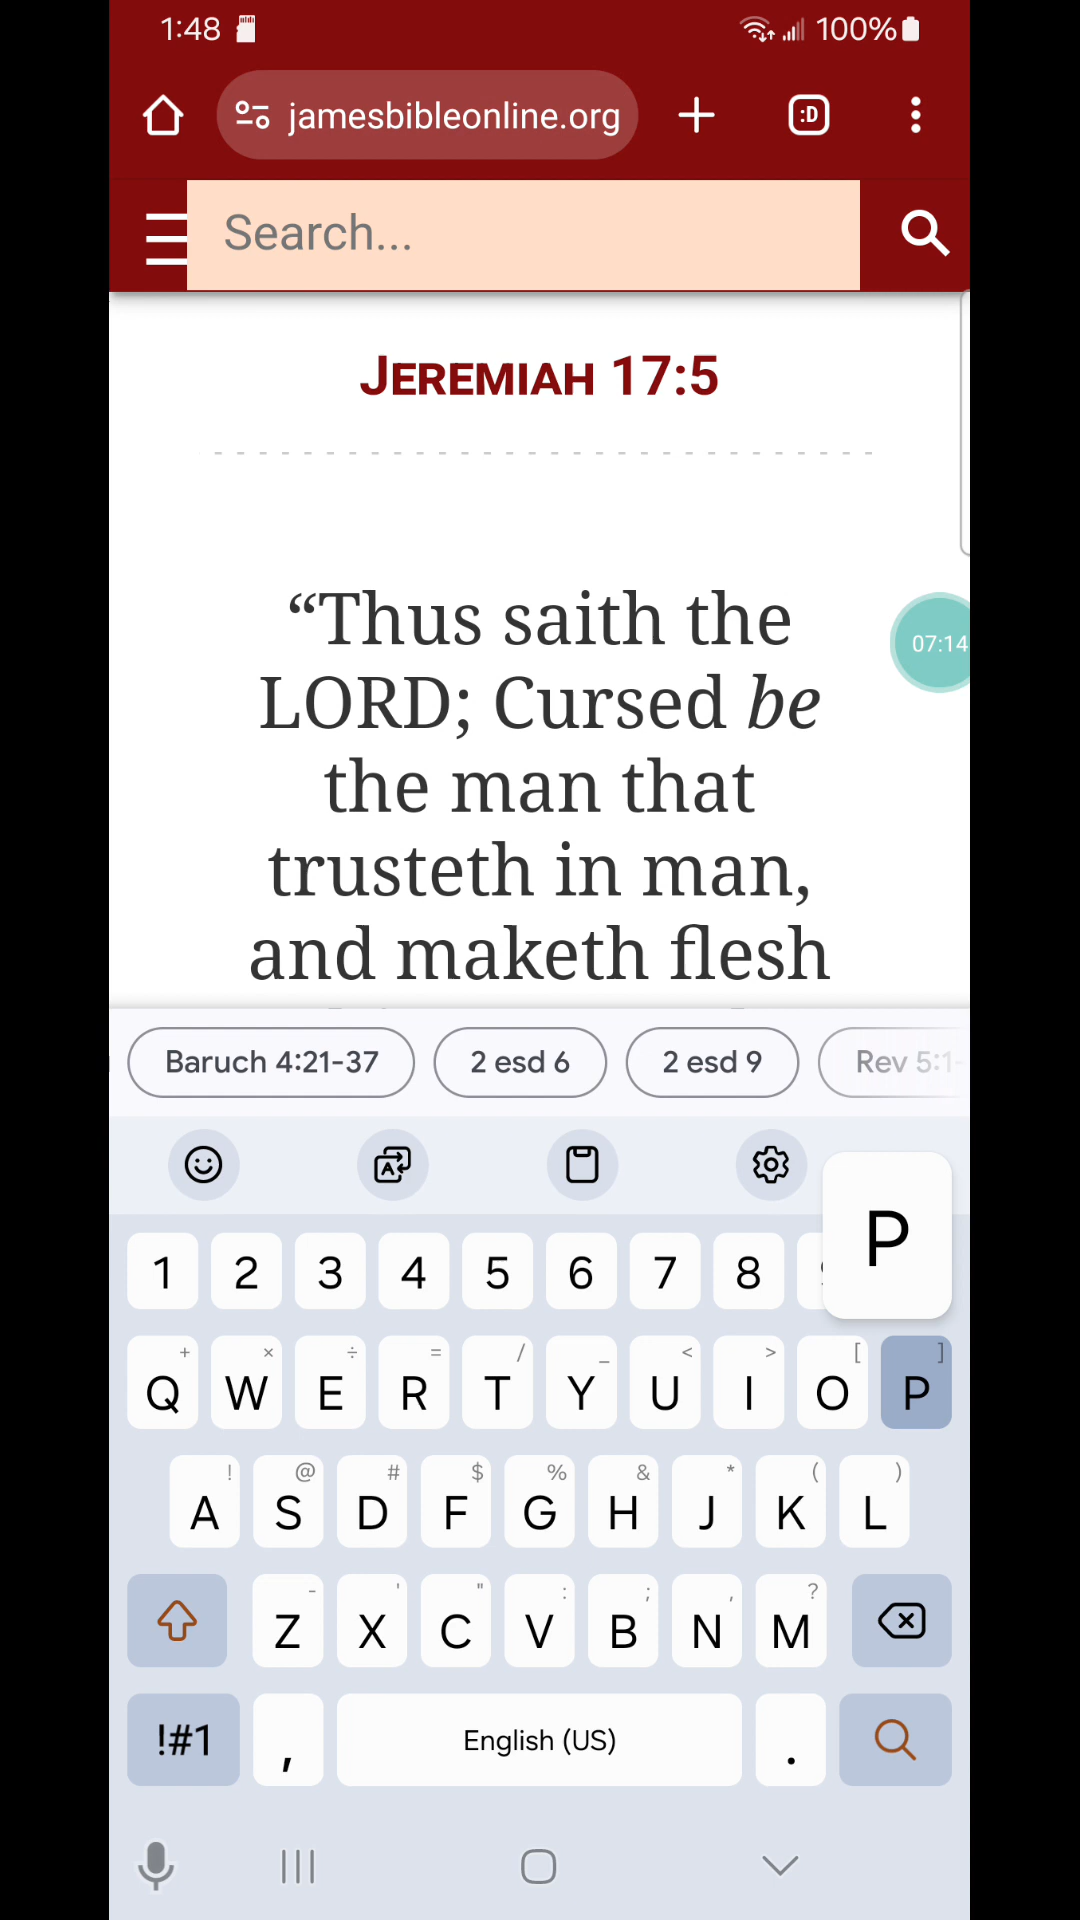 1:48 100%
jamesbibleonline.org :D
Search...
JEREMIAH 17:5
“Thus saith the
LORD; Cursed be
the man that
trusteth in man,
and maketh flesh
07:14
Baruch 4:21-37 2 esd 6 2 esd 9 Rev 5:1-
P
1 2 3 4 5 6 7 8
+ × ÷ = / _ < > [ ]
Q W E R T Y U I O P
! @ # $ % & * ( )
A S D F G H J K L
- ' " : ; , ?
Z X C V B N M
!#1 , English (US) .